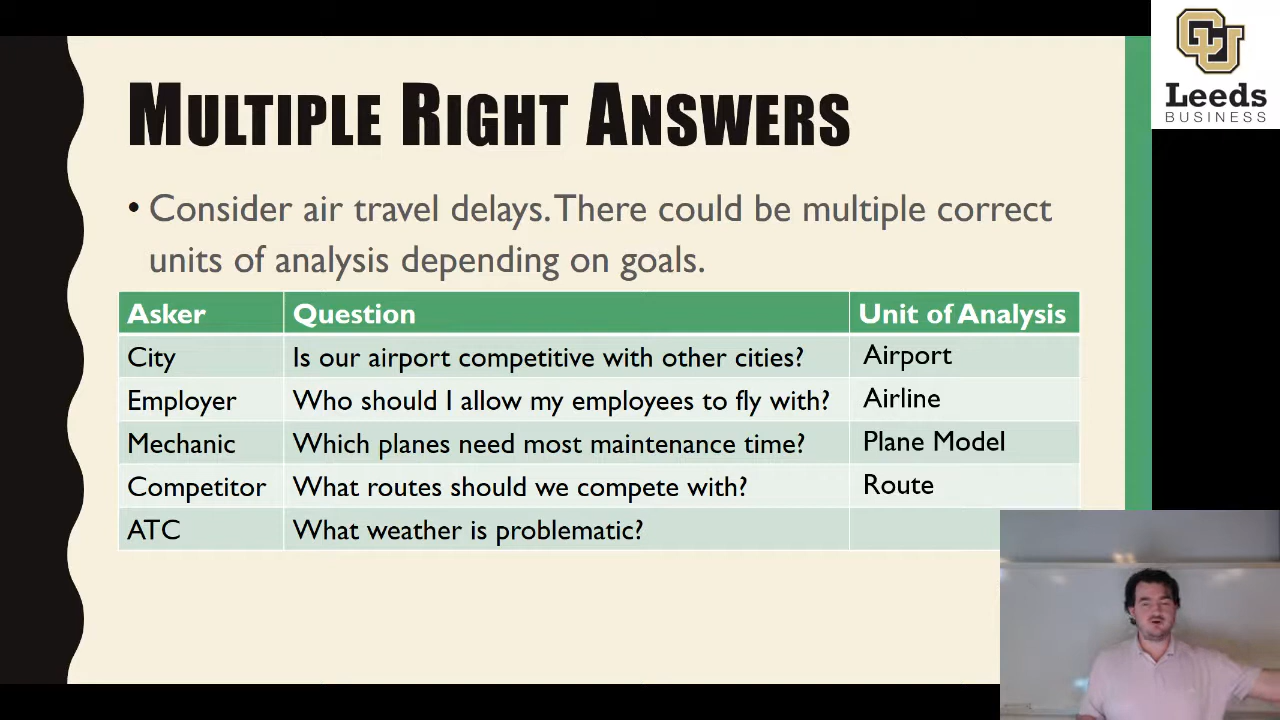 CU
Leeds
BUSINESS
MULTIPLE RIGHT ANSWERS
• Consider air travel delays. There could be multiple correct
units of analysis depending on goals.
Asker Question Unit of Analysis
City Is our airport competitive with other cities? Airport
Employer Who should I allow my employees to fly with? Airline
Mechanic Which planes need most maintenance time? Plane Model
Competitor What routes should we compete with? Route
ATC What weather is problematic?